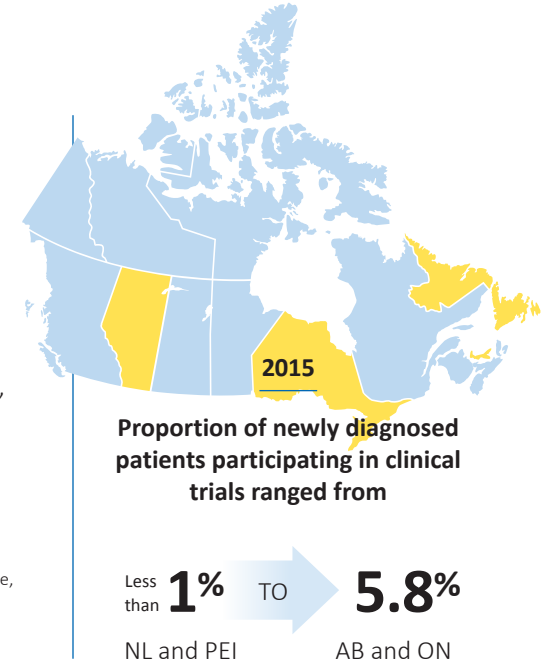 ,
2015
Proportion of newly diagnosed
patients participating in clinical
trials ranged from
e,
Less than 1% TO 5.8%
NL and PEI AB and ON